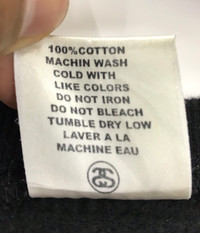 100%COTTON
MACHIN WASH
COLD WITH
LIKE COLORS
DO NOT IRON
DO NOT BLEACH
TUMBLE DRY LOW
LAVER A LA
MACHINE EAU